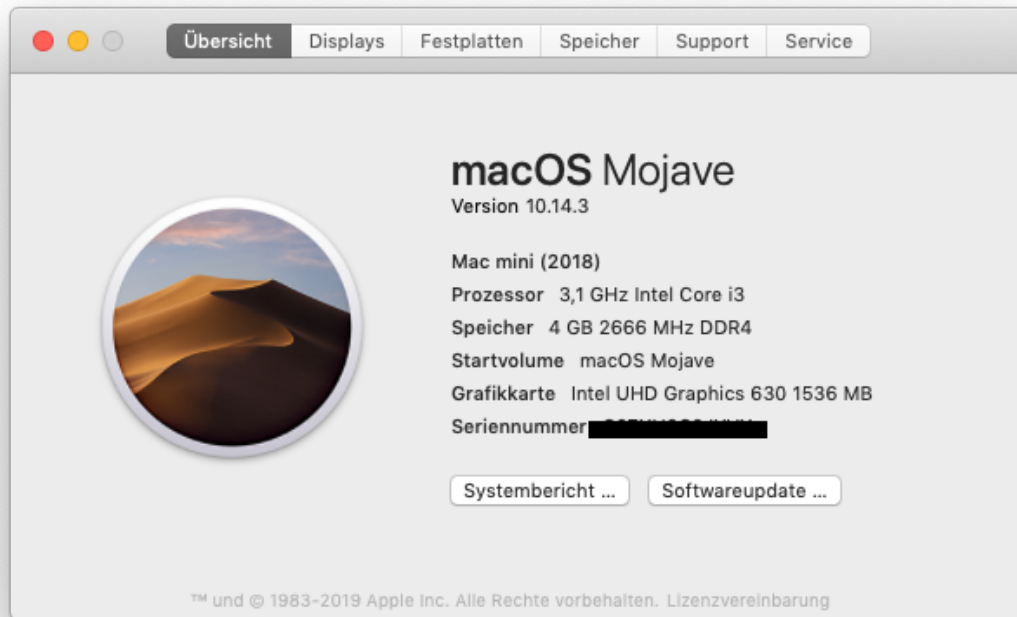 Übersicht Displays Festplatten Speicher Support Service
macOS Mojave
Version 10.14.3
Mac mini (2018)
Prozessor 3,1 GHz Intel Core i3
Speicher 4 GB 2666 MHz DDR4
Startvolume macOS Mojave
Grafikkarte Intel UHD Graphics 630 1536 MB
Seriennummer
Systembericht ... Softwareupdate ...
™ und © 1983-2019 Apple Inc. Alle Rechte vorbehalten. Lizenzvereinbarung